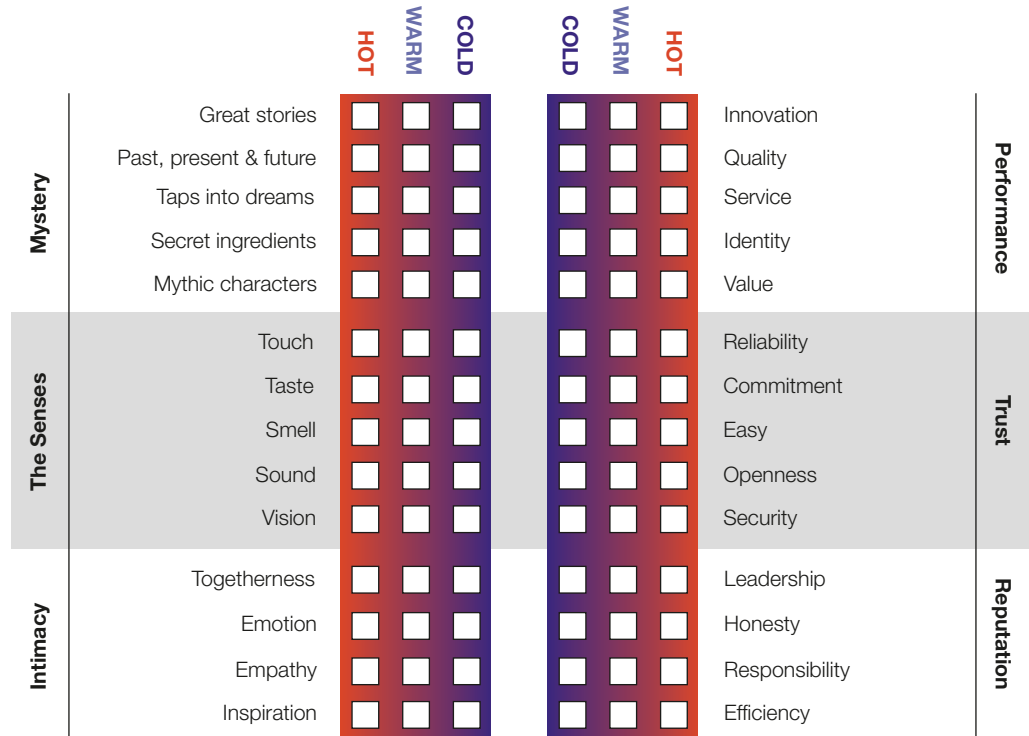 HOT
WARM
COLD
COLD
WARM
HOT
Mystery
Great stories
Past, present & future
Taps into dreams
Secret ingredients
Mythic characters
Innovation
Quality
Service
Identity
Value
Performance
The Senses
Touch
Taste
Smell
Sound
Vision
Reliability
Commitment
Easy
Openness
Security
Trust
Intimacy
Togetherness
Emotion
Empathy
Inspiration
Leadership
Honesty
Responsibility
Efficiency
Reputation